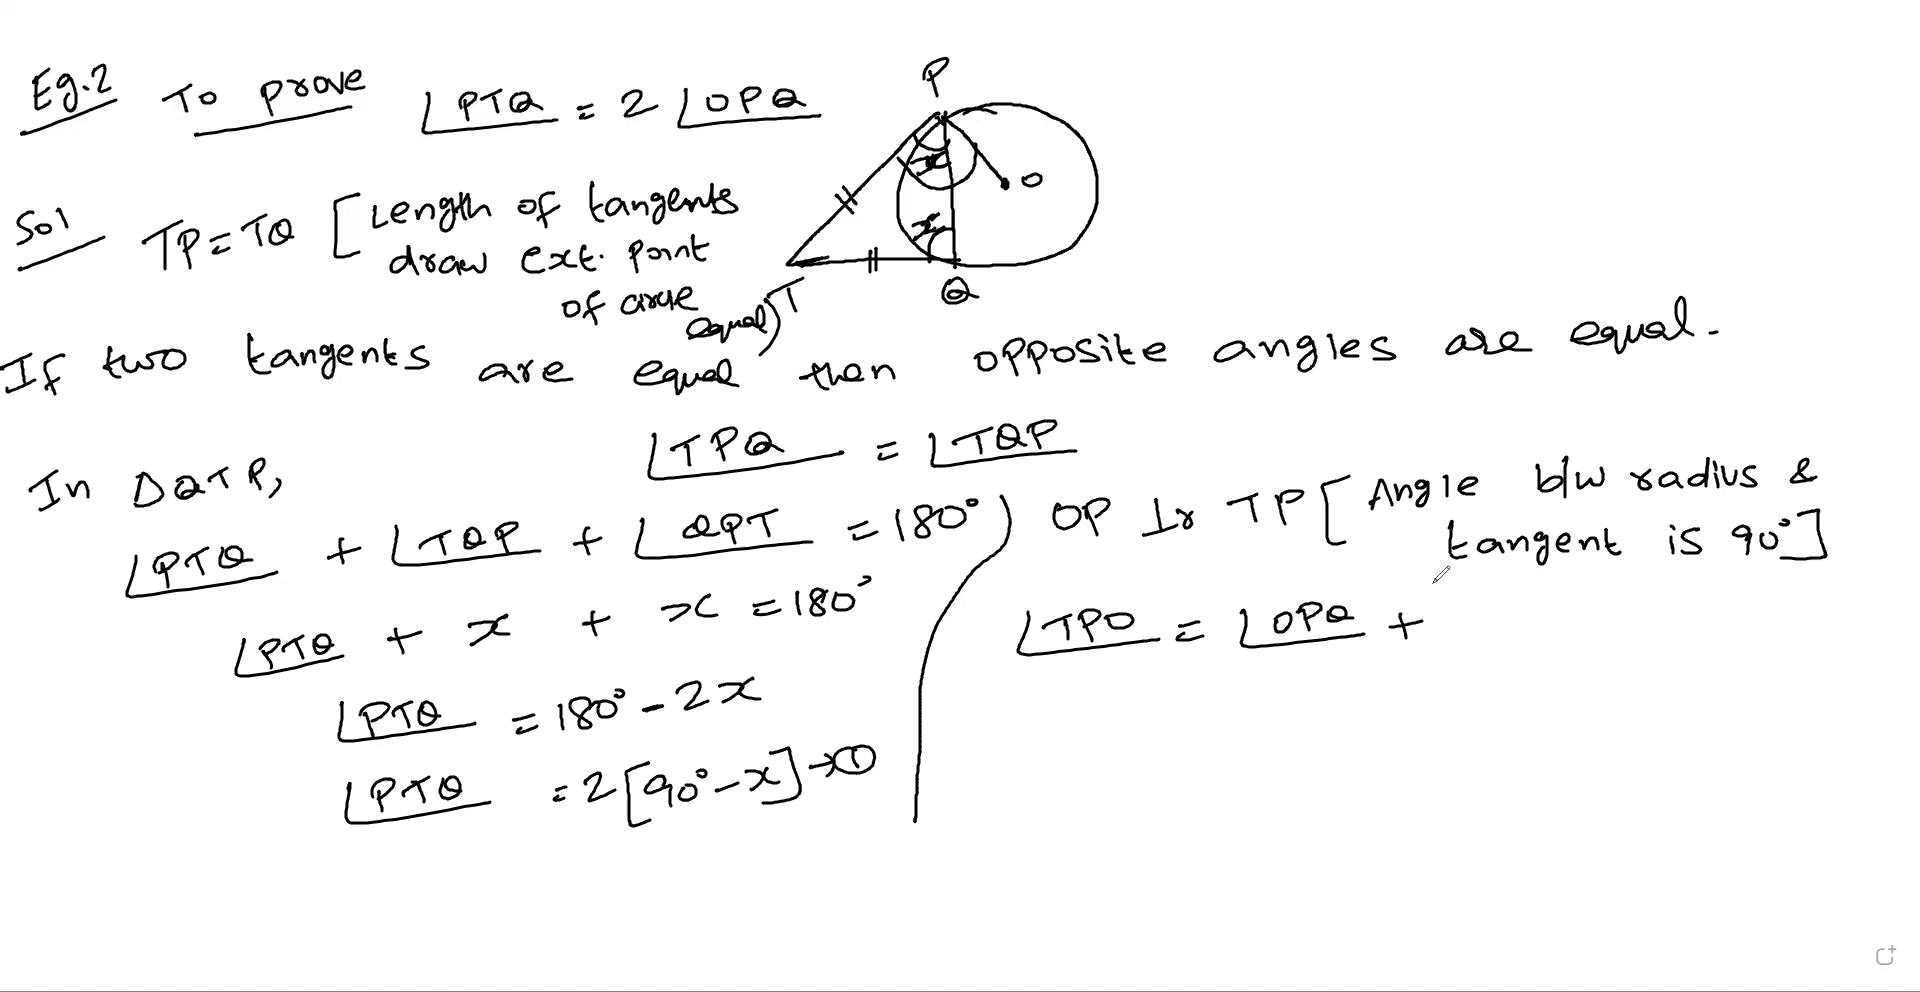 Eg.2 To prove ∠PTQ = 2 ∠OPQ
P
O
x
x
T
Q
Sol TP = TQ [Length of tangents
draw ext. point
of circle
equal)
If two tangents are equal then opposite angles are equal.
∠TPQ = ∠TQP
In ΔQTP,
∠PTQ + ∠TQP + ∠QPT = 180°
∠PTQ + x + x = 180°
∠PTQ = 180° - 2x
∠PTQ = 2[90° - x] → ①
OP ⊥r TP [Angle b/w radius &
tangent is 90°]
∠TPO = ∠OPQ +